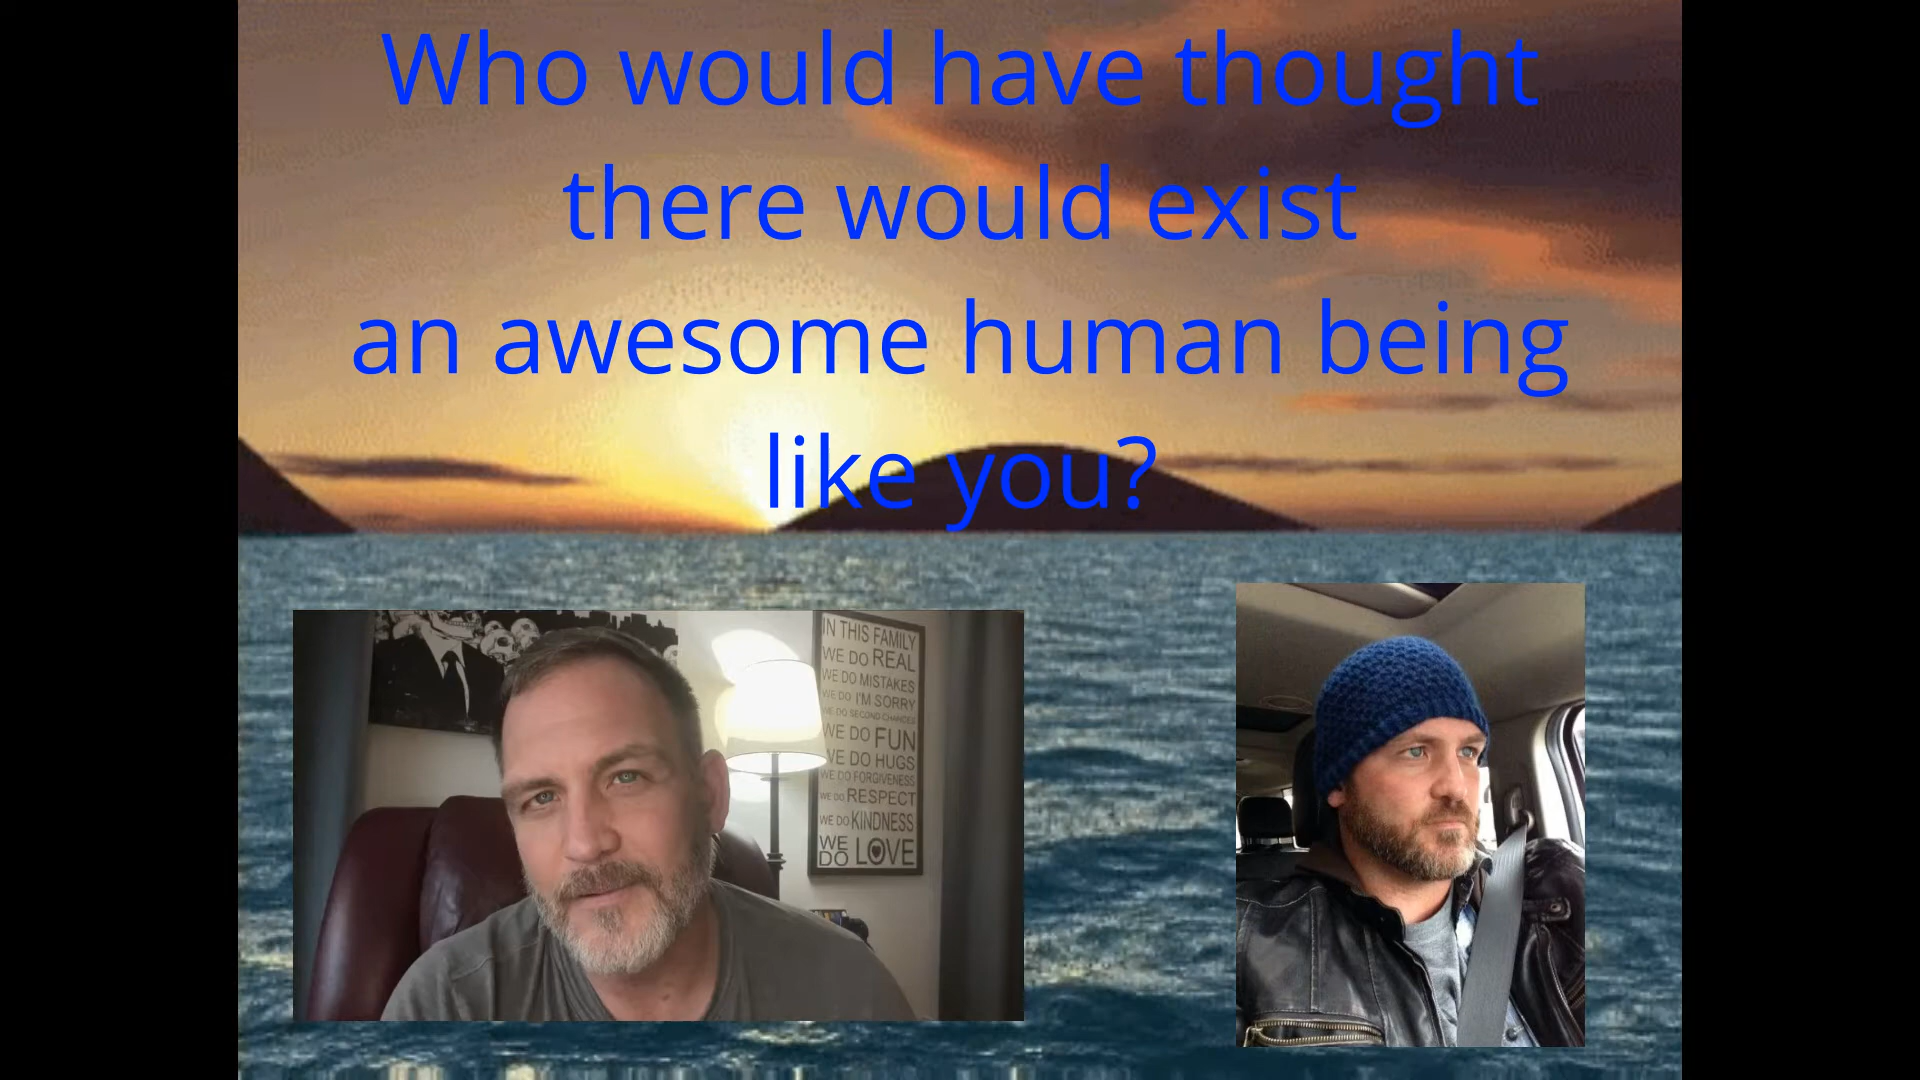 Who would have thought
there would exist
an awesome human being
like you?
IN THIS FAMILY
WE DO REAL
WE DO MISTAKES
WE DO I'M SORRY
WE DO SECOND CHANCES
WE DO FUN
WE DO HUGS
WE DO FORGIVENESS
WE DO RESPECT
WE DO KINDNESS
WE DO LOVE